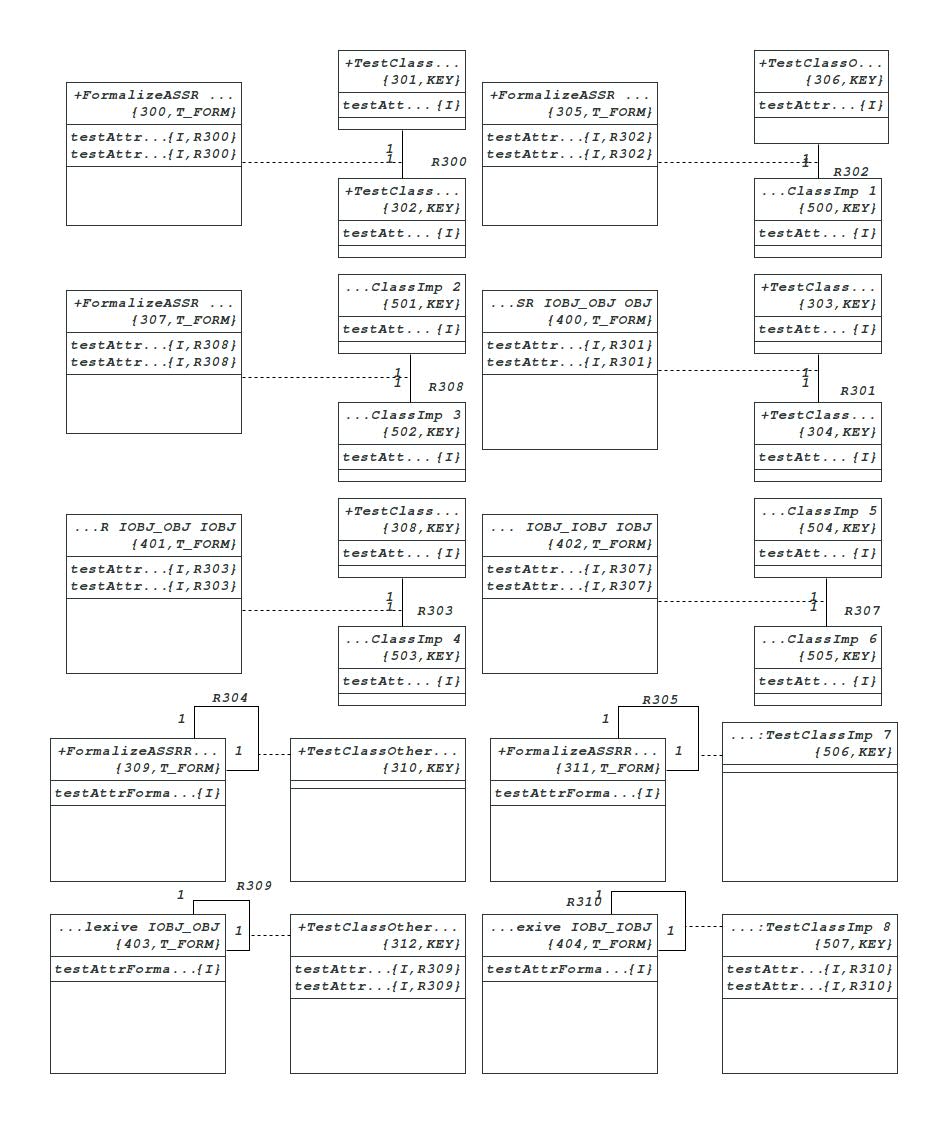 +TestClass...
{301,KEY}
testAtt... {I}
+FormalizeASSR ...
{300,T_FORM}
testAttr...{I,R300}
testAttr...{I,R300}
1
1
R300
+TestClass...
{302,KEY}
testAtt... {I}
+TestClassO...
{306,KEY}
testAttr...{I}
+FormalizeASSR ...
{305,T_FORM}
testAttr...{I,R302}
testAttr...{I,R302}
1
1
R302
...ClassImp 1
{500,KEY}
testAtt... {I}
...ClassImp 2
{501,KEY}
testAtt... {I}
+FormalizeASSR ...
{307,T_FORM}
testAttr...{I,R308}
testAttr...{I,R308}
1
1
R308
...ClassImp 3
{502,KEY}
testAtt... {I}
+TestClass...
{303,KEY}
testAtt... {I}
...SR IOBJ_OBJ OBJ
{400,T_FORM}
testAttr...{I,R301}
testAttr...{I,R301}
1
1
R301
+TestClass...
{304,KEY}
testAtt... {I}
+TestClass...
{308,KEY}
testAtt... {I}
...R IOBJ_OBJ IOBJ
{401,T_FORM}
testAttr...{I,R303}
testAttr...{I,R303}
1
1
R303
...ClassImp 4
{503,KEY}
testAtt... {I}
...ClassImp 5
{504,KEY}
testAtt... {I}
... IOBJ_IOBJ IOBJ
{402,T_FORM}
testAttr...{I,R307}
testAttr...{I,R307}
1
1
R307
...ClassImp 6
{505,KEY}
testAtt... {I}
R304
1
+FormalizeASSRR...
{309,T_FORM}
testAttrForma...{I}
1
+TestClassOther...
{310,KEY}
R305
1
+FormalizeASSRR...
{311,T_FORM}
testAttrForma...{I}
1
...:TestClassImp 7
{506,KEY}
R309
1
...lexive IOBJ_OBJ
{403,T_FORM}
testAttrForma...{I}
1
+TestClassOther...
{312,KEY}
testAttr...{I,R309}
testAttr...{I,R309}
R310
1
...exive IOBJ_IOBJ
{404,T_FORM}
testAttrForma...{I}
1
...:TestClassImp 8
{507,KEY}
testAttr...{I,R310}
testAttr...{I,R310}